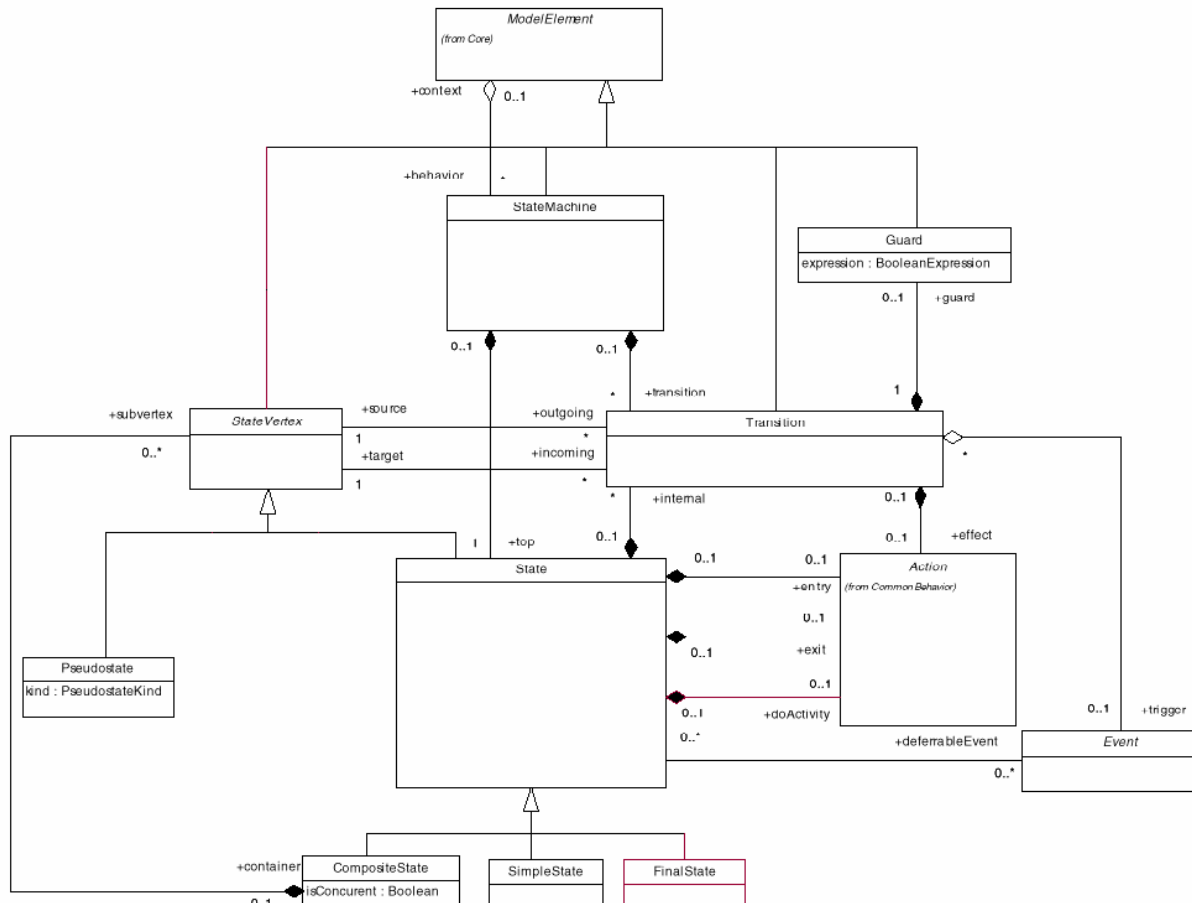 ModelElement
(from Core)
+context
0..1
+behavior
*
StateMachine
Guard
expression : BooleanExpression
0..1
+guard
0..1
0..1
*
+transition
1
+subvertex
0..*
StateVertex
+source
1
+outgoing
*
Transition
*
+target
1
+incoming
*
*
+internal
0..1
0..1
+effect
1
+top
0..1
State
0..1
0..1
+entry
Action
(from Common Behavior)
0..1
0..1
+exit
0..1
0..1
+doActivity
Pseudostate
kind : PseudostateKind
0..*
+deferrableEvent
0..*
0..1
+trigger
Event
+container
0..1
CompositeState
isConcurent : Boolean
SimpleState
FinalState